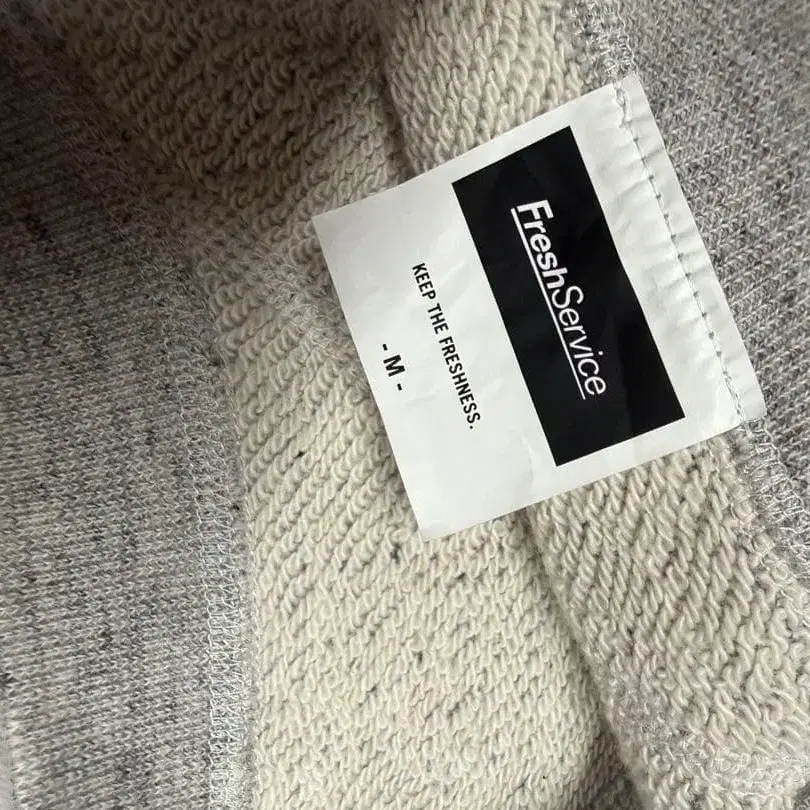 FreshService
KEEP THE FRESHNESS.
- M -